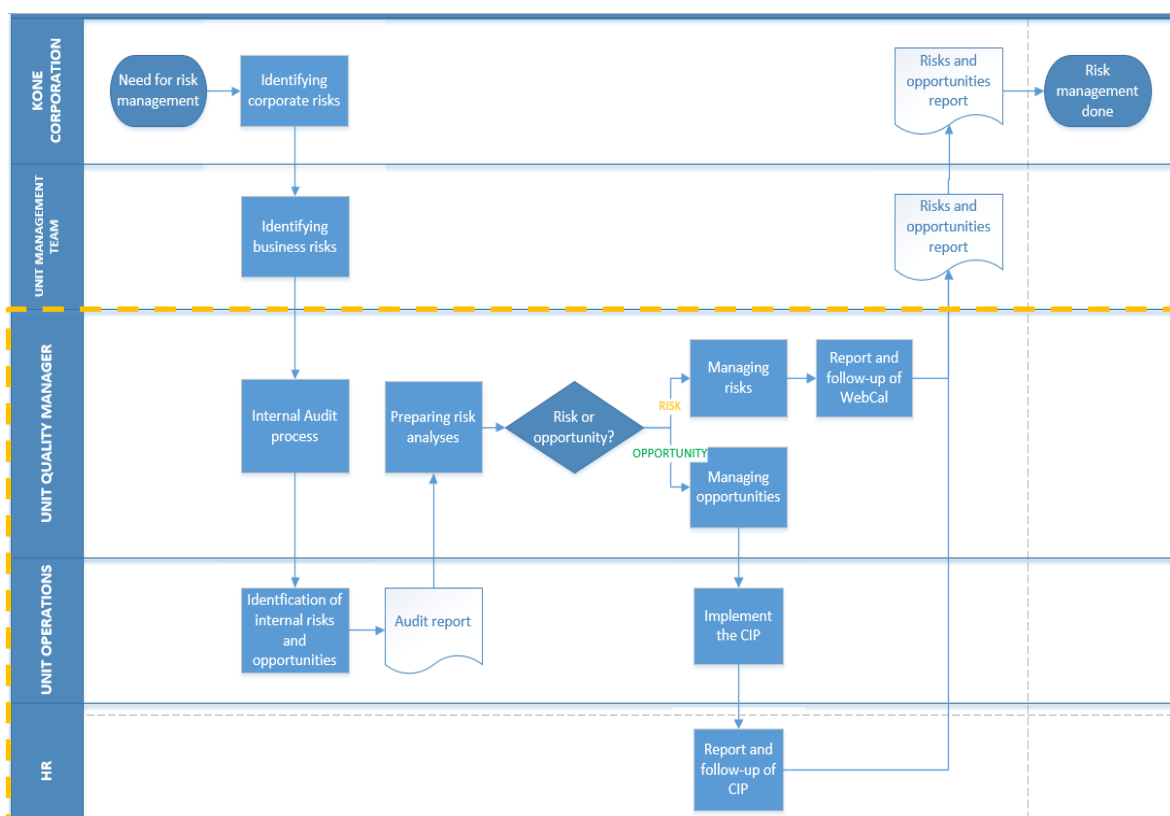 KONE
CORPORATION
Need for risk
management
Identifying
corporate risks
Risks and
opportunities
report
Risk
management
done
UNIT MANAGEMENT
TEAM
Identifying
business risks
Risks and
opportunities
report
UNIT QUALITY MANAGER
Internal Audit
process
Preparing risk
analyses
Risk or
opportunity?
RISK
OPPORTUNITY
Managing
risks
Report and
follow-up of
WebCal
Managing
opportunities
UNIT OPERATIONS
Identfication of
internal risks
and
opportunities
Audit report
Implement
the CIP
HR
Report and
follow-up of
CIP